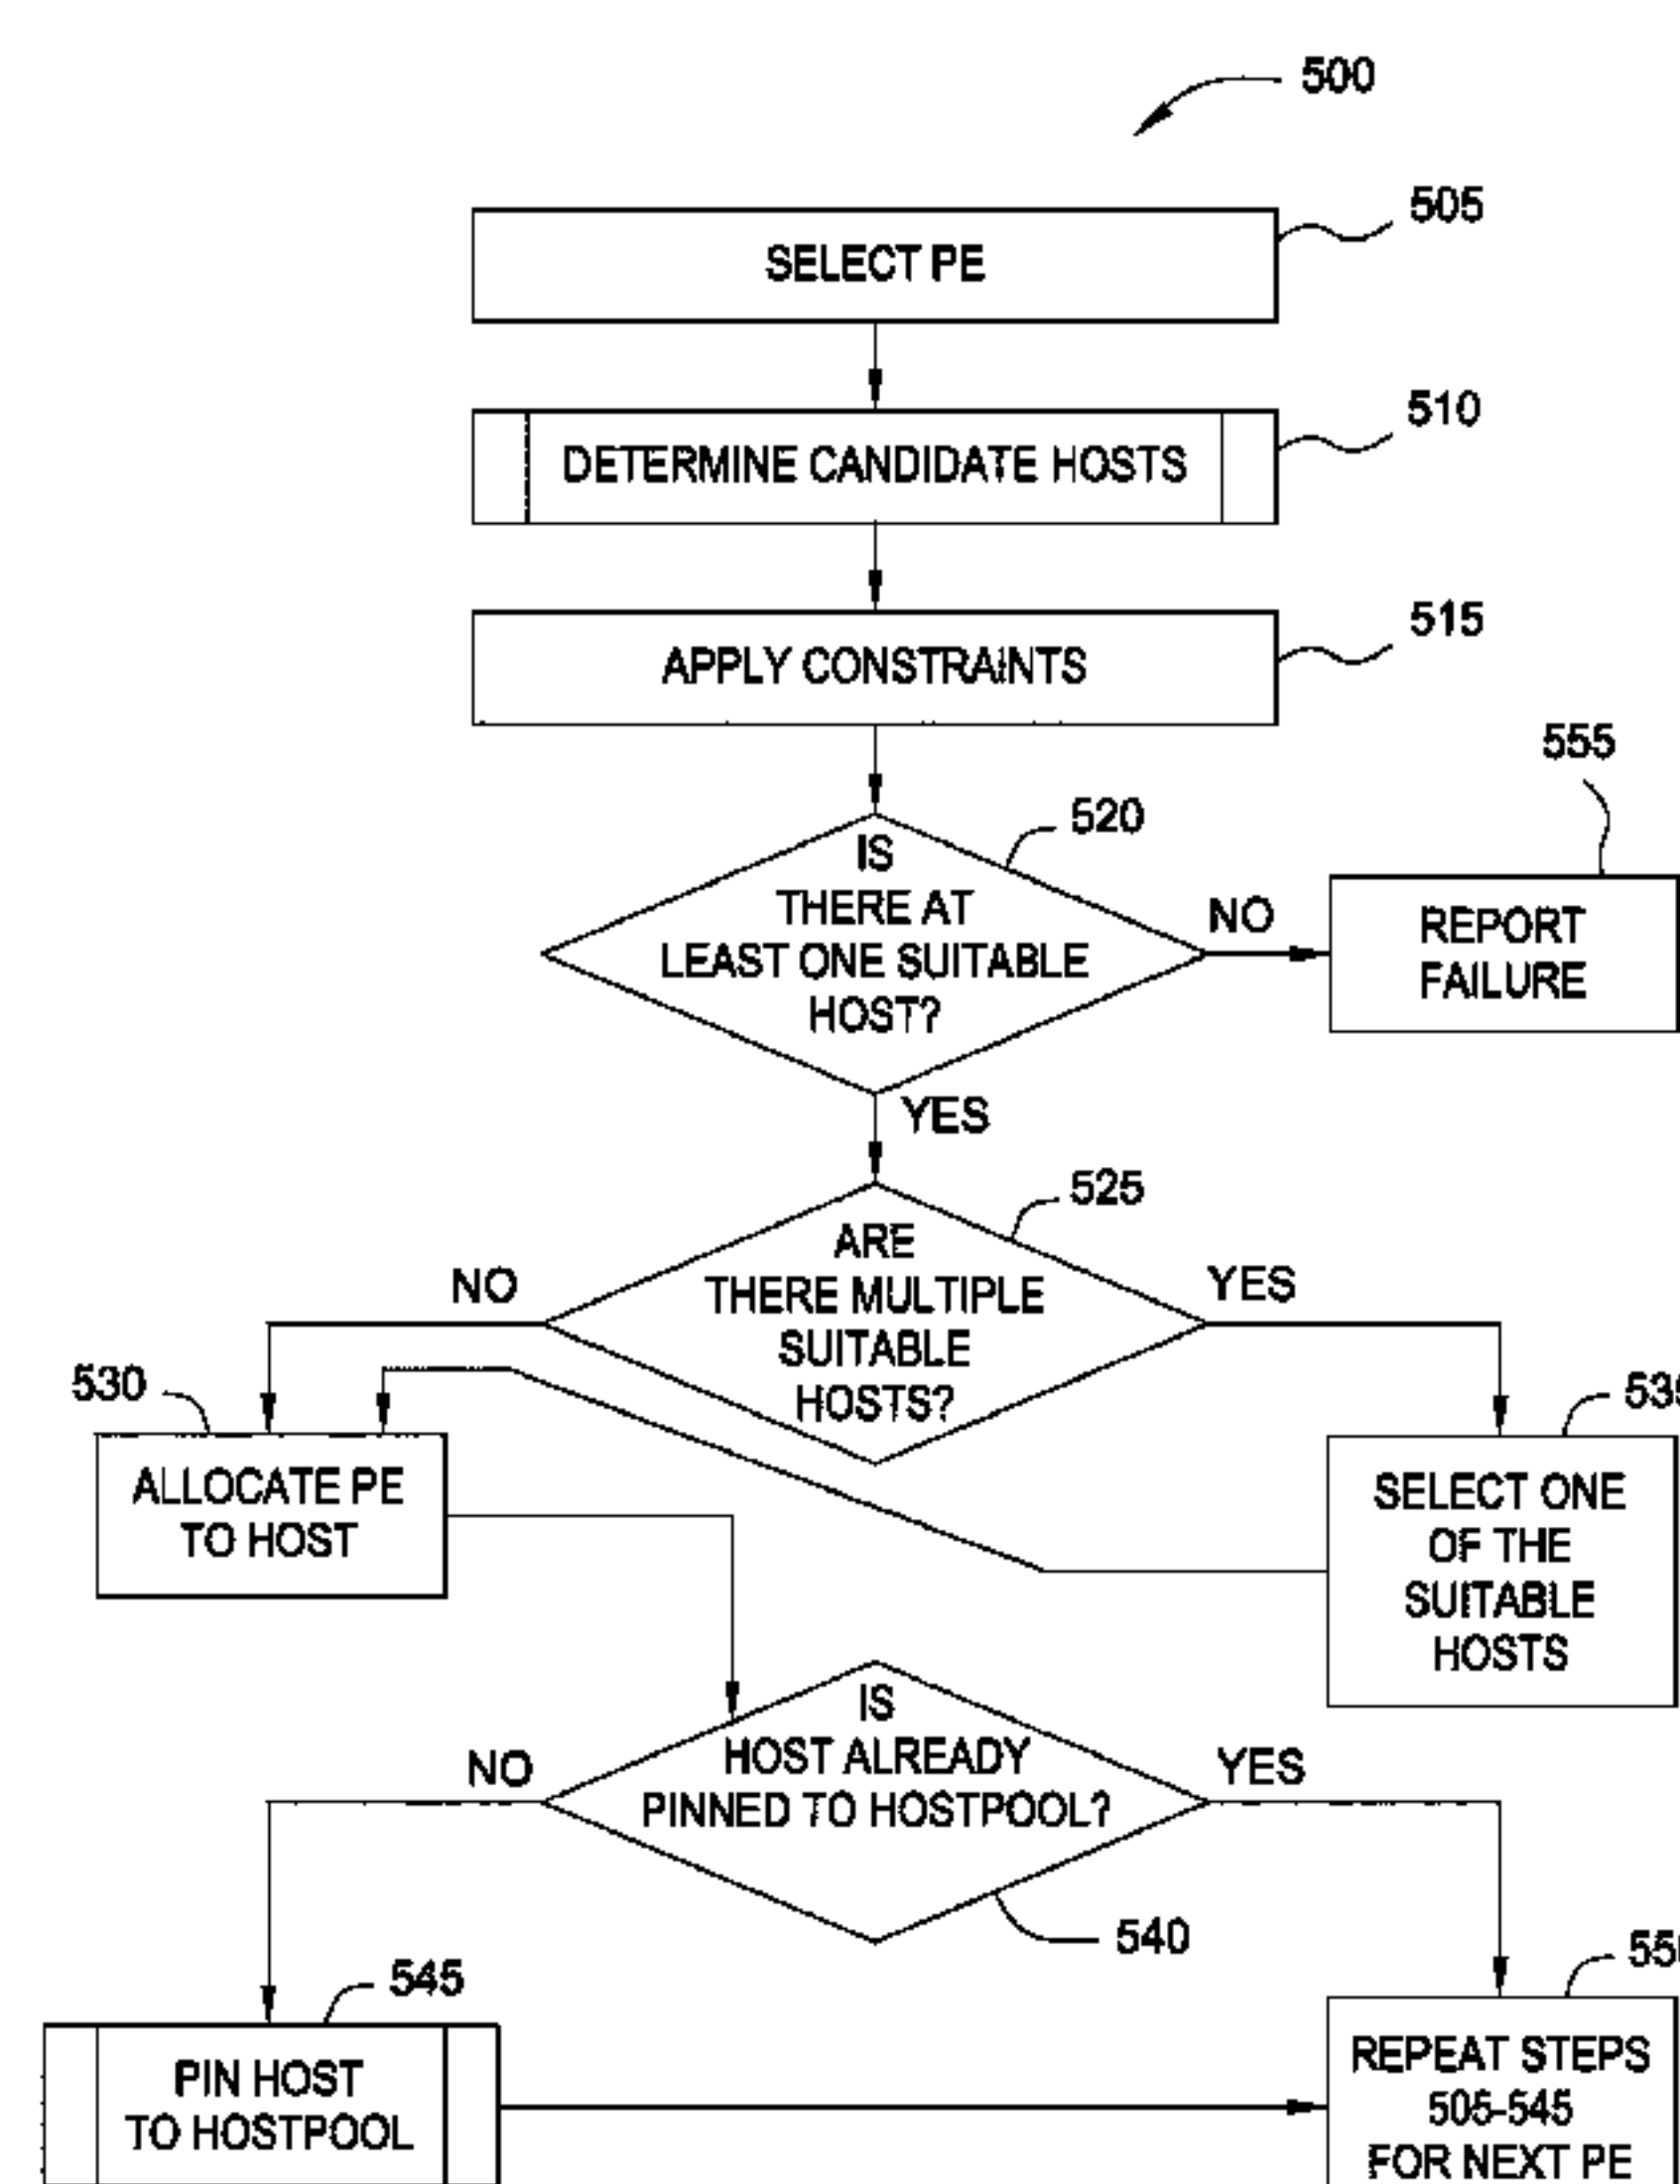 500
505
SELECT PE
510
DETERMINE CANDIDATE HOSTS
515
APPLY CONSTRAINTS
555
520
IS
THERE AT
LEAST ONE SUITABLE
HOST?
NO
REPORT
FAILURE
YES
525
ARE
THERE MULTIPLE
SUITABLE
HOSTS?
NO
YES
530
ALLOCATE PE
TO HOST
SELECT ONE
OF THE
SUITABLE
HOSTS
IS
HOST ALREADY
PINNED TO HOSTPOOL?
NO
YES
540
545
PIN HOST
TO HOSTPOOL
REPEAT STEPS
505-545
FOR NEXT PE